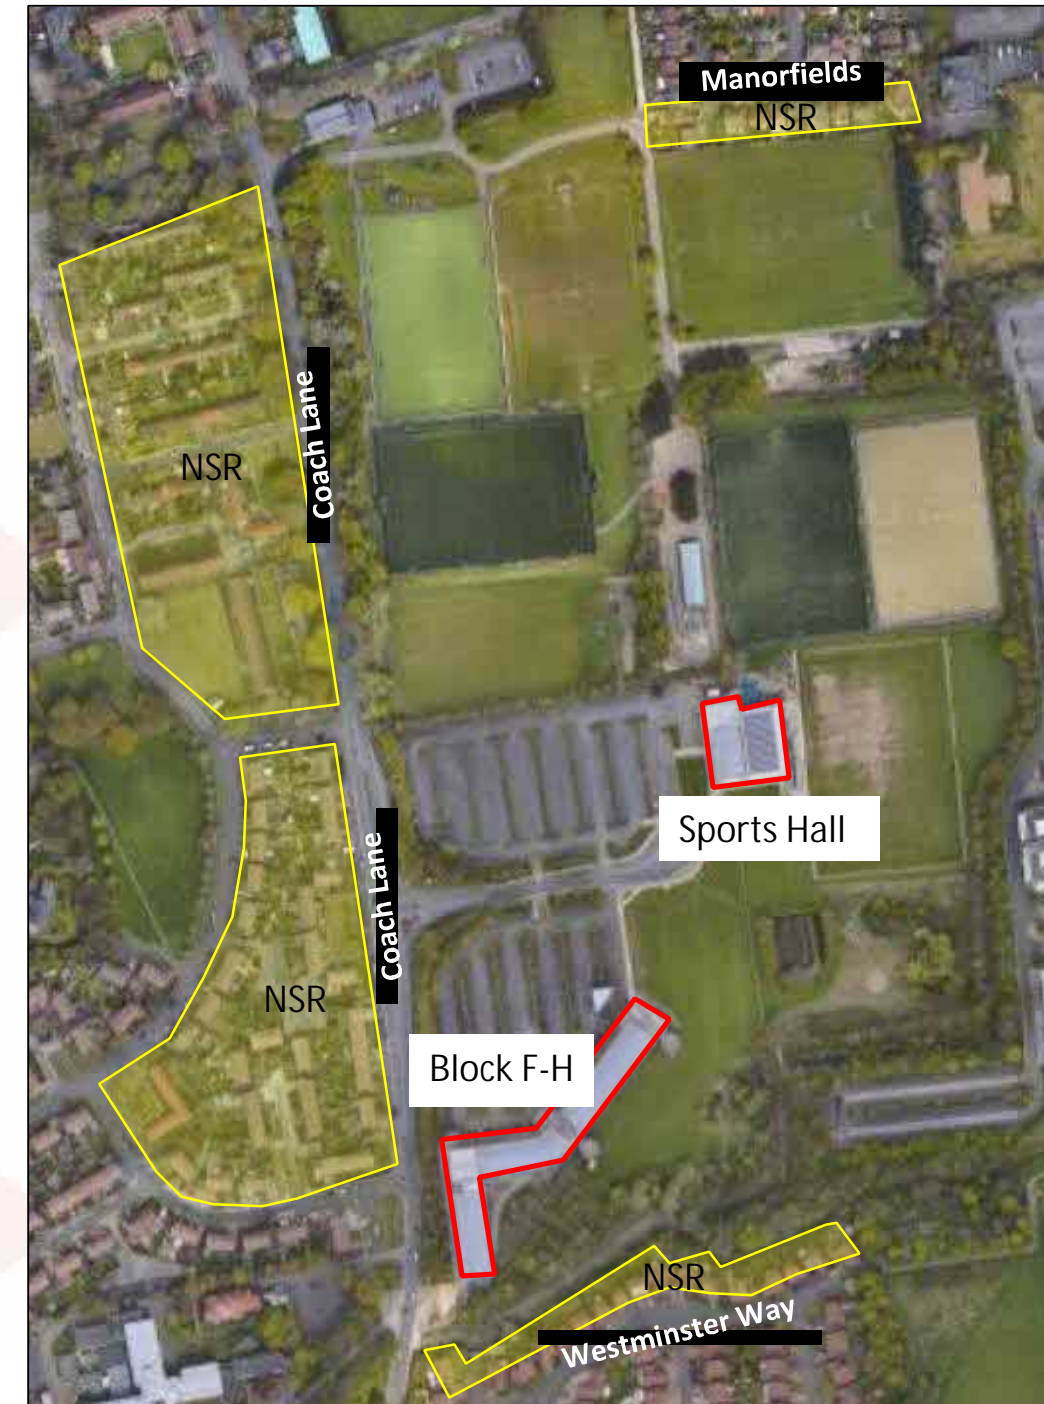 Manorfields
NSR
NSR
Coach Lane
Sports Hall
Coach Lane
NSR
Block F-H
NSR
Westminster Way